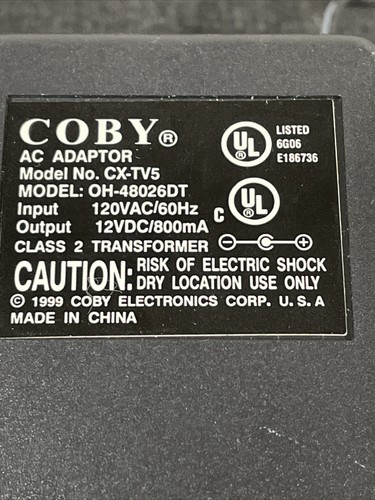 COBY®
AC ADAPTOR
Model No. CX-TV5
MODEL: OH-48026DT
Input 120VAC/60Hz
Output 12VDC/800mA
CLASS 2 TRANSFORMER - +
CAUTION: RISK OF ELECTRIC SHOCK
DRY LOCATION USE ONLY
© 1999 COBY ELECTRONICS CORP. U.S.A
MADE IN CHINA
UL® LISTED
6G06
E186736
C UL®